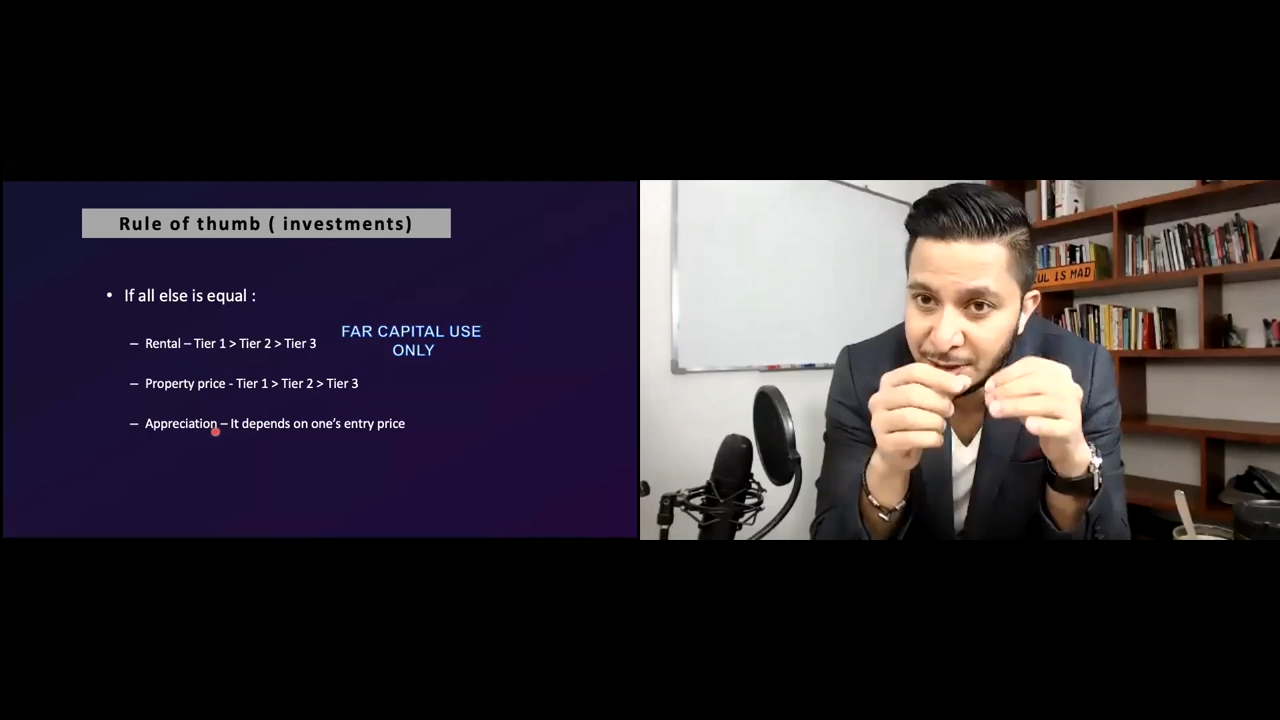 Rule of thumb ( investments)
• If all else is equal :
– Rental – Tier 1 > Tier 2 > Tier 3
FAR CAPITAL USE
ONLY
– Property price - Tier 1 > Tier 2 > Tier 3
– Appreciation – It depends on one’s entry price
UL IS MAD